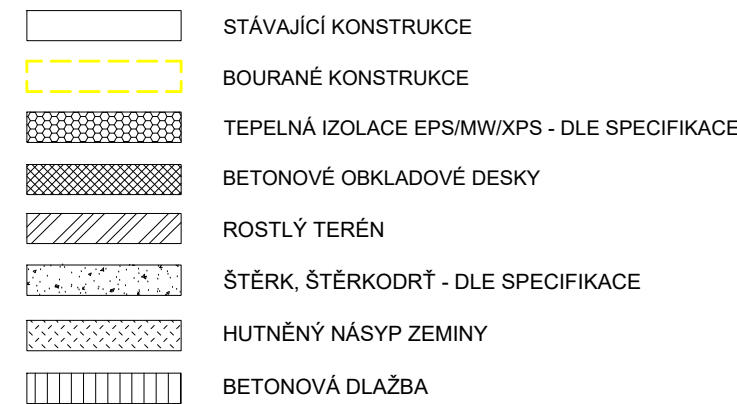 STÁVAJÍCÍ KONSTRUKCE
BOURANÉ KONSTRUKCE
TEPELNÁ IZOLACE EPS/MW/XPS - DLE SPECIFIKACE
BETONOVÉ OBKLADOVÉ DESKY
ROSTLÝ TERÉN
ŠTĚRK, ŠTĚRKODRŤ - DLE SPECIFIKACE
HUTNĚNÝ NÁSYP ZEMINY
BETONOVÁ DLAŽBA